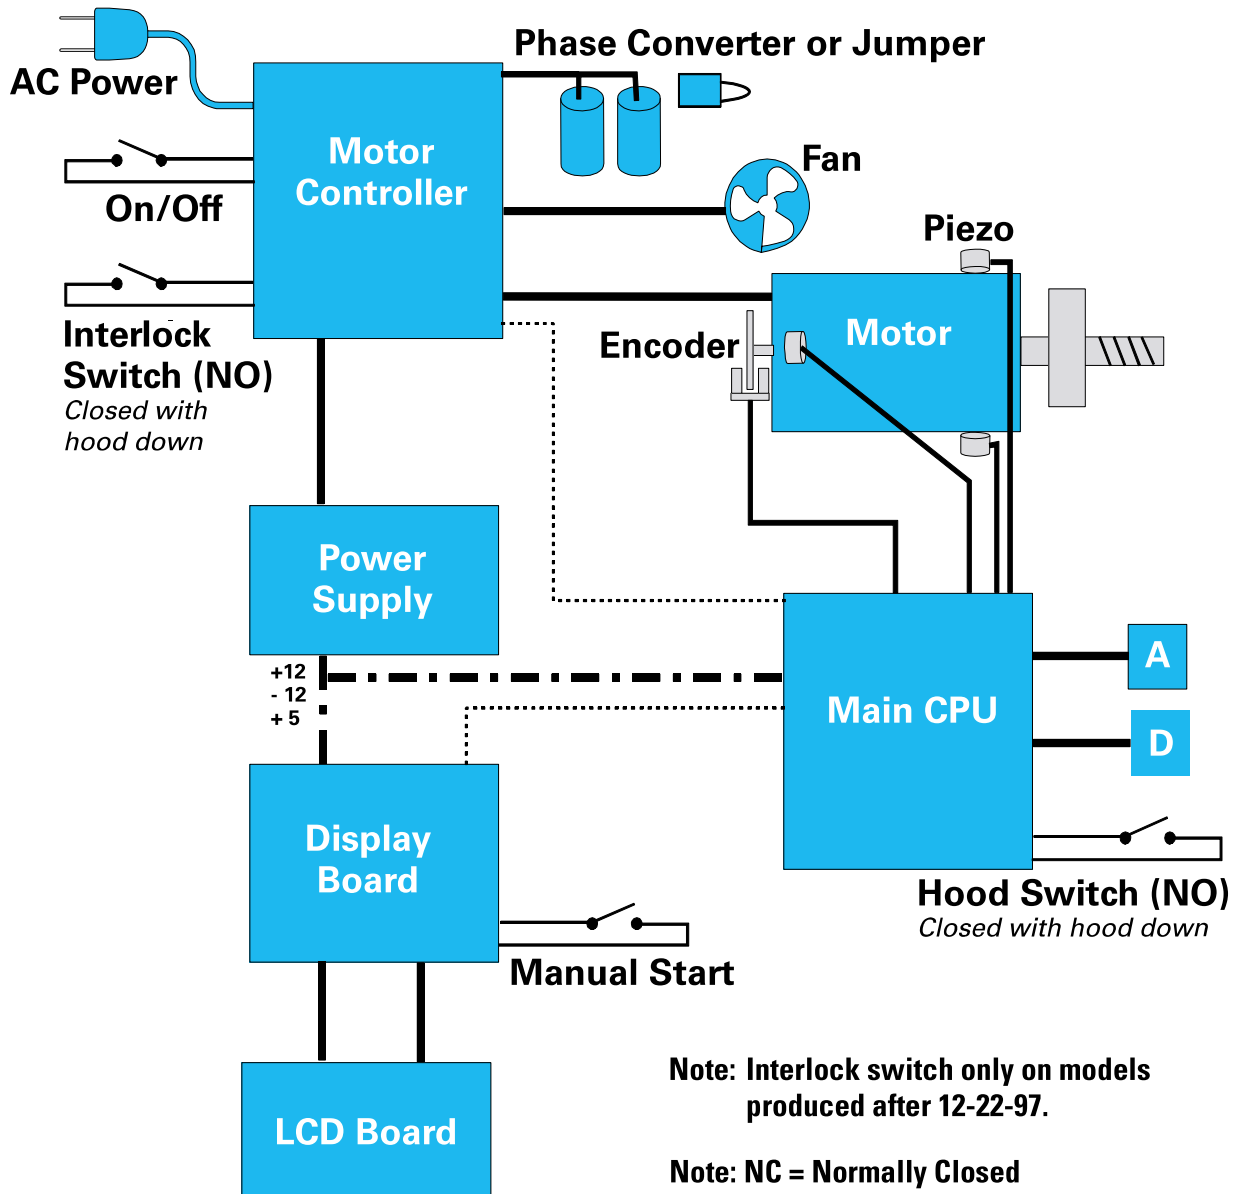 Phase Converter or Jumper
AC Power
Motor
Controller
Fan
On/Off
Piezo
Interlock
Switch (NO)
Closed with
hood down
Encoder
Motor
Power
Supply
+12
- 12
+ 5
Main CPU
A
D
Display
Board
Hood Switch (NO)
Closed with hood down
Manual Start
LCD Board
Note: Interlock switch only on models
produced after 12-22-97.
Note: NC = Normally Closed